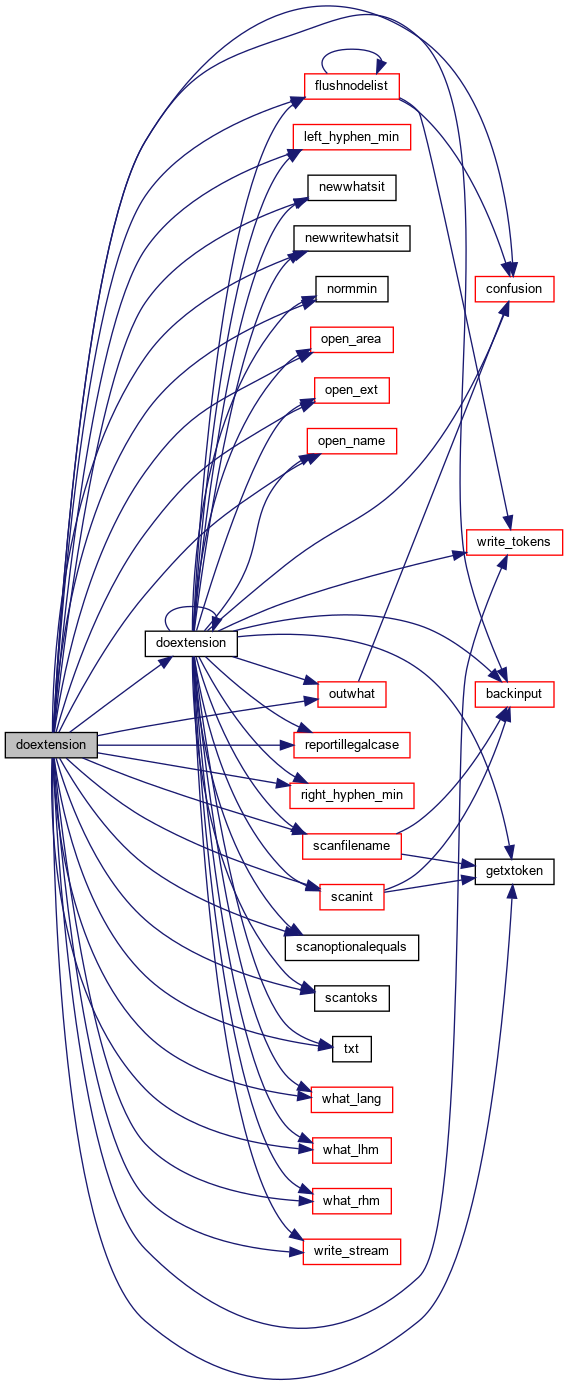 flushnodelist
left_hyphen_min
newwhatsit
newwritewhatsit
confusion
normmin
open_area
open_ext
open_name
write_tokens
doextension
outwhat
backinput
doextension
reportillegalcase
right_hyphen_min
scanfilename
getxtoken
scanint
scanoptionalequals
scantoks
txt
what_lang
what_lhm
what_rhm
write_stream